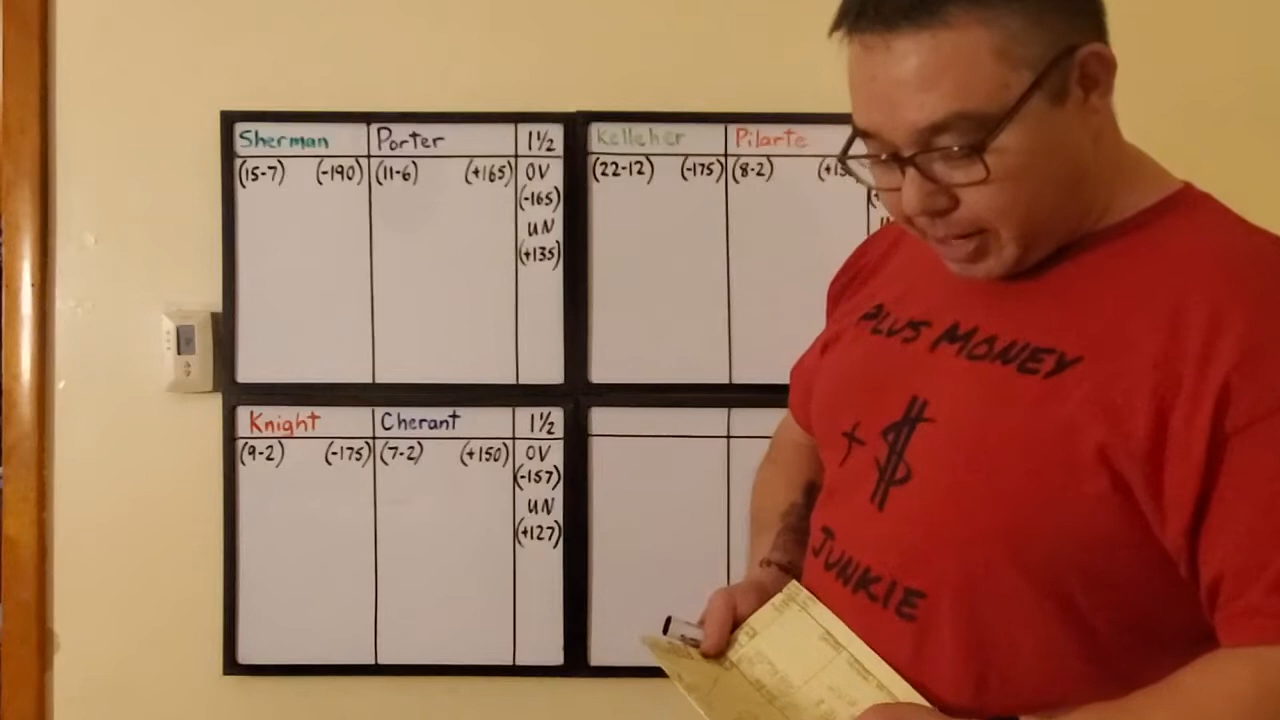 Sherman Porter 1½
(15-7) (-190) (11-6) (+165) OV
(-165)
UN
(+135)
Kelleher Pilarte
(22-12) (-175) (8-2)
Knight Cherant 1½
(9-2) (-175) (7-2) (+150) OV
(-157)
UN
(+127)
PLUS MONEY
+$
JUNKIE